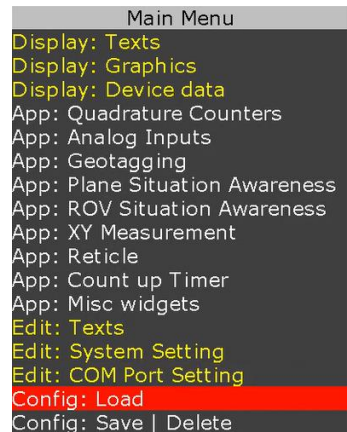 Main Menu
Display: Texts
Display: Graphics
Display: Device data
App: Quadrature Counters
App: Analog Inputs
App: Geotagging
App: Plane Situation Awareness
App: ROV Situation Awareness
App: XY Measurement
App: Reticle
App: Count up Timer
App: Misc widgets
Edit: Texts
Edit: System Setting
Edit: COM Port Setting
Config: Load
Config: Save | Delete